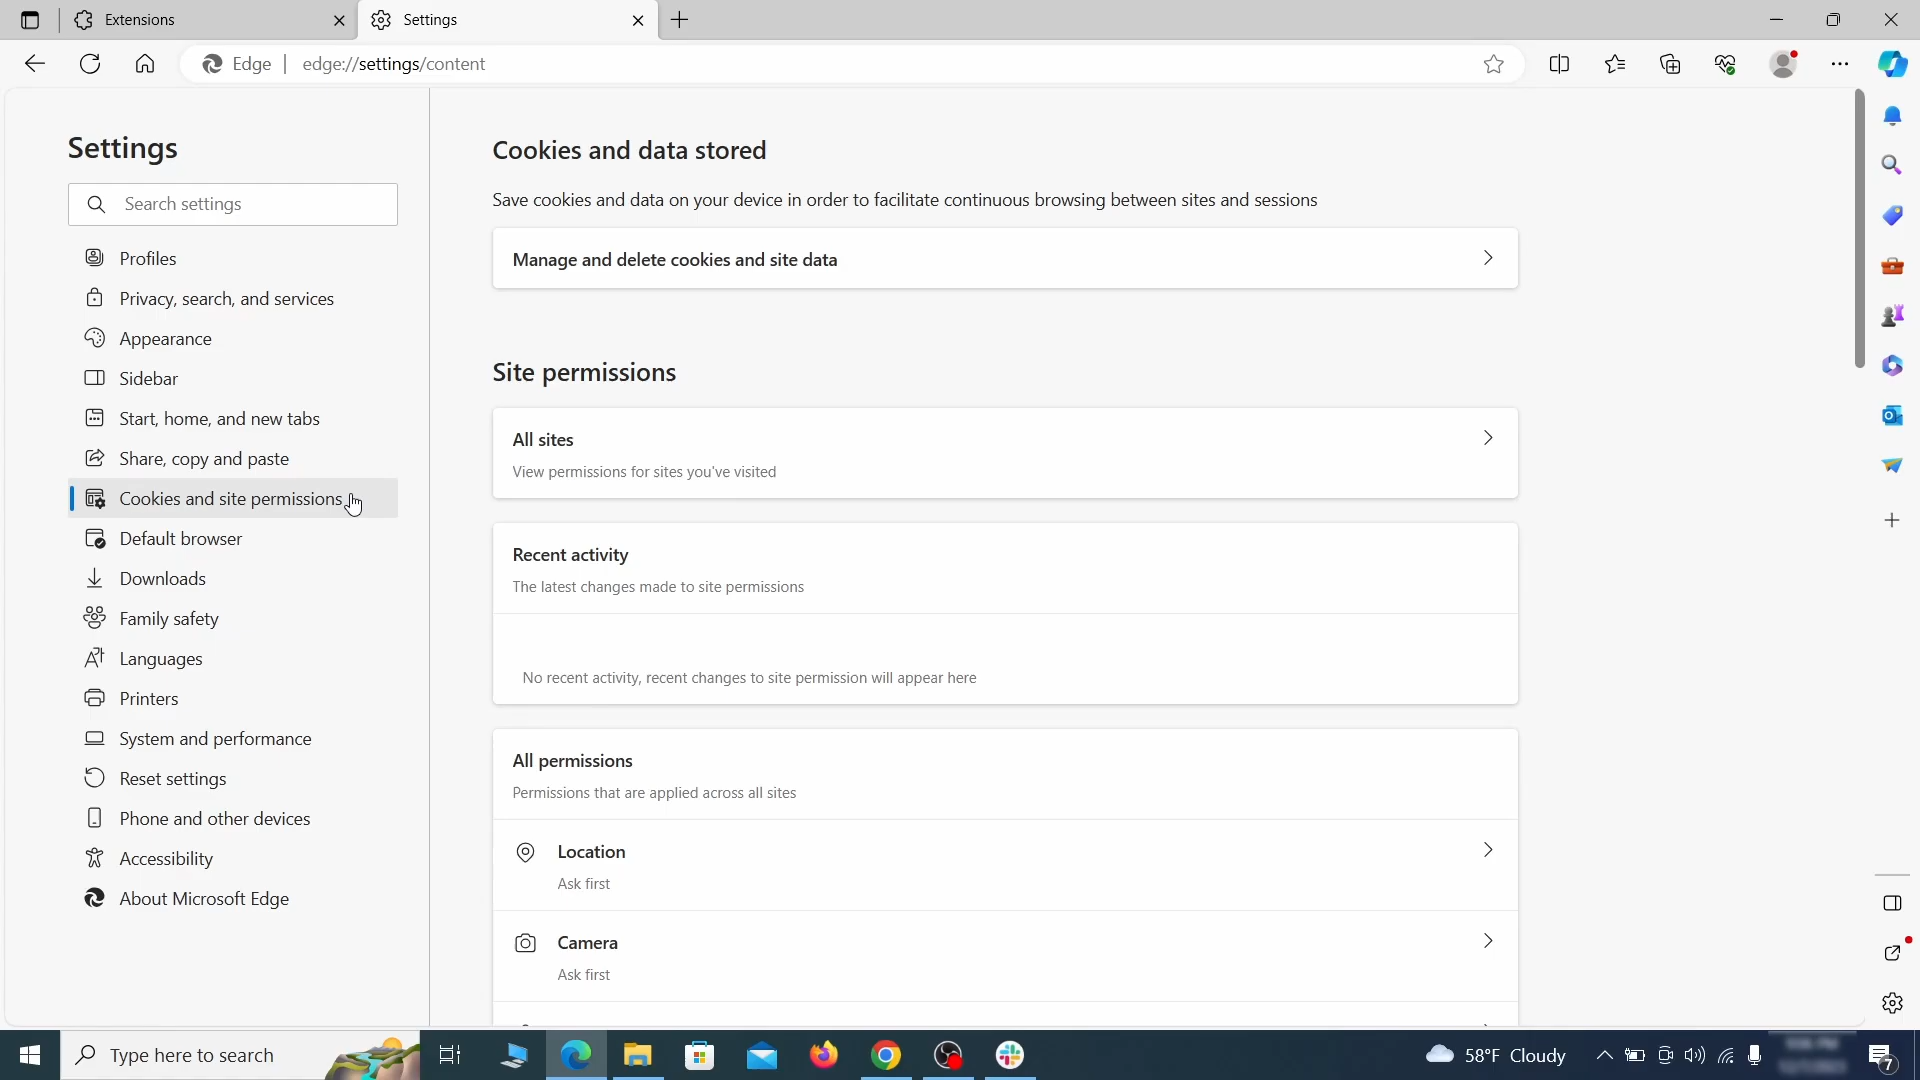 Extensions
Settings
Edge
edge://settings/content
Settings
Search settings
Profiles
Privacy, search, and services
Appearance
Sidebar
Start, home, and new tabs
Share, copy and paste
Cookies and site permissions
Default browser
Downloads
Family safety
Languages
Printers
System and performance
Reset settings
Phone and other devices
Accessibility
About Microsoft Edge
Cookies and data stored
Save cookies and data on your device in order to facilitate continuous browsing between sites and sessions
Manage and delete cookies and site data
Site permissions
All sites
View permissions for sites you've visited
Recent activity
The latest changes made to site permissions
No recent activity, recent changes to site permission will appear here
All permissions
Permissions that are applied across all sites
Location
Ask first
Camera
Ask first
Type here to search
58°F Cloudy
7